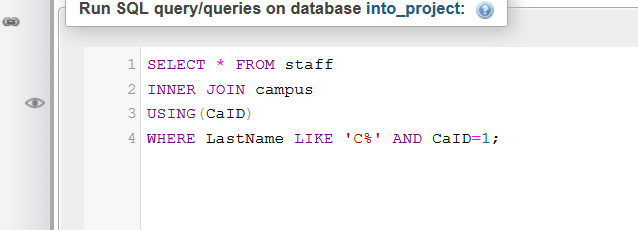 Run SQL query/queries on database into_project:
1 SELECT * FROM staff
2 INNER JOIN campus
3 USING(CaID)
4 WHERE LastName LIKE 'C%' AND CaID=1;